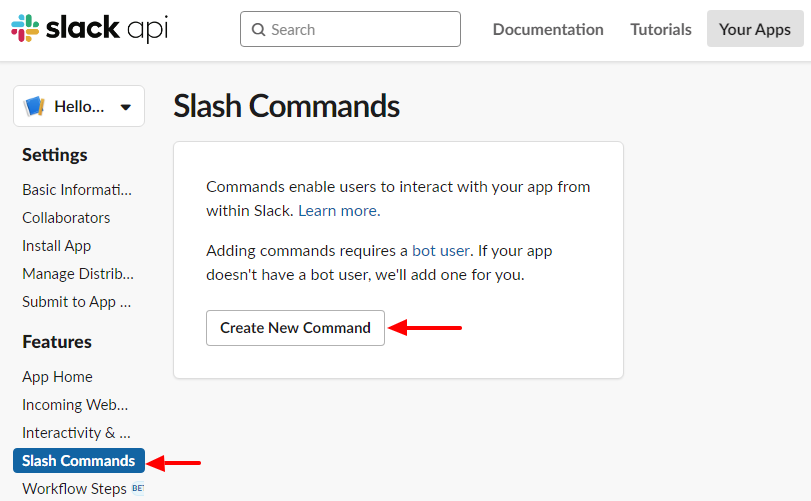 slack api
Search
Documentation
Tutorials
Your Apps
Hello...
Settings
Basic Informati...
Collaborators
Install App
Manage Distrib...
Submit to App ...
Features
App Home
Incoming Web...
Interactivity & ...
Slash Commands
Workflow Steps BET
Slash Commands
Commands enable users to interact with your app from
within Slack. Learn more.
Adding commands requires a bot user. If your app
doesn't have a bot user, we'll add one for you.
Create New Command